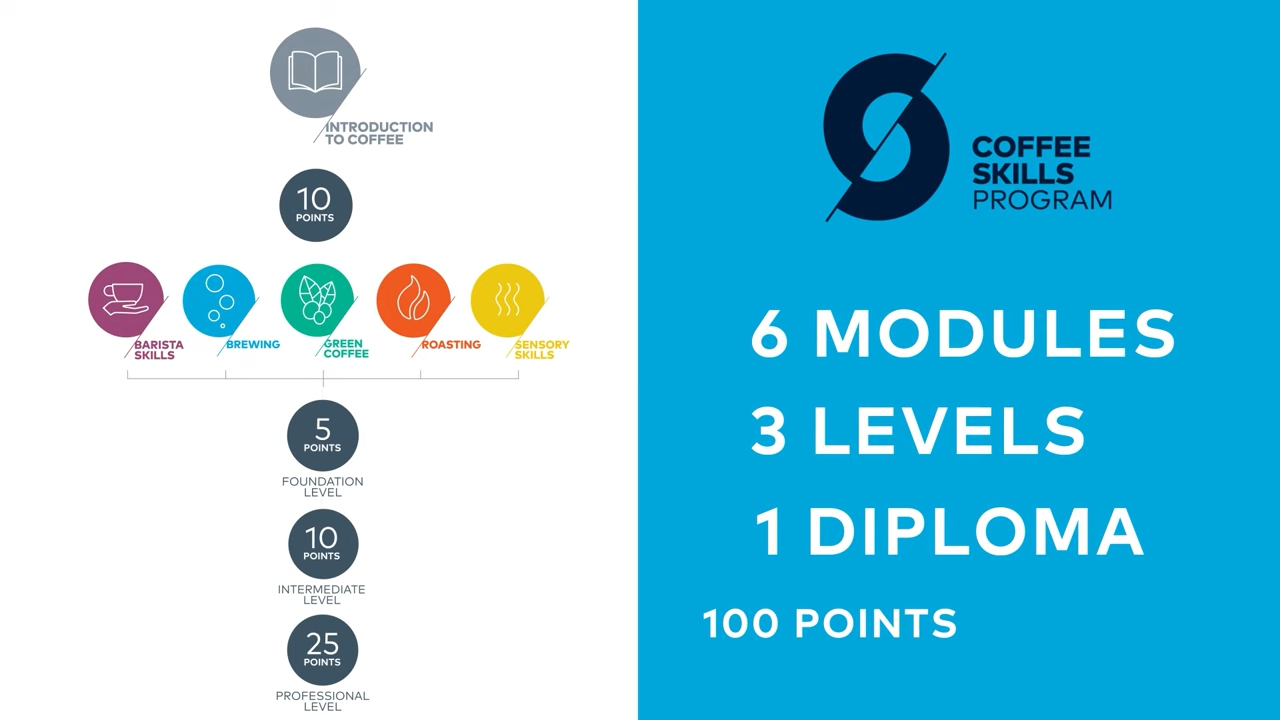 INTRODUCTION
TO COFFEE
10
POINTS
BARISTA
SKILLS
BREWING
GREEN
COFFEE
ROASTING
SENSORY
SKILLS
5
POINTS
FOUNDATION
LEVEL
10
POINTS
INTERMEDIATE
LEVEL
25
POINTS
PROFESSIONAL
LEVEL
COFFEE
SKILLS
PROGRAM
6 MODULES
3 LEVELS
1 DIPLOMA
100 POINTS